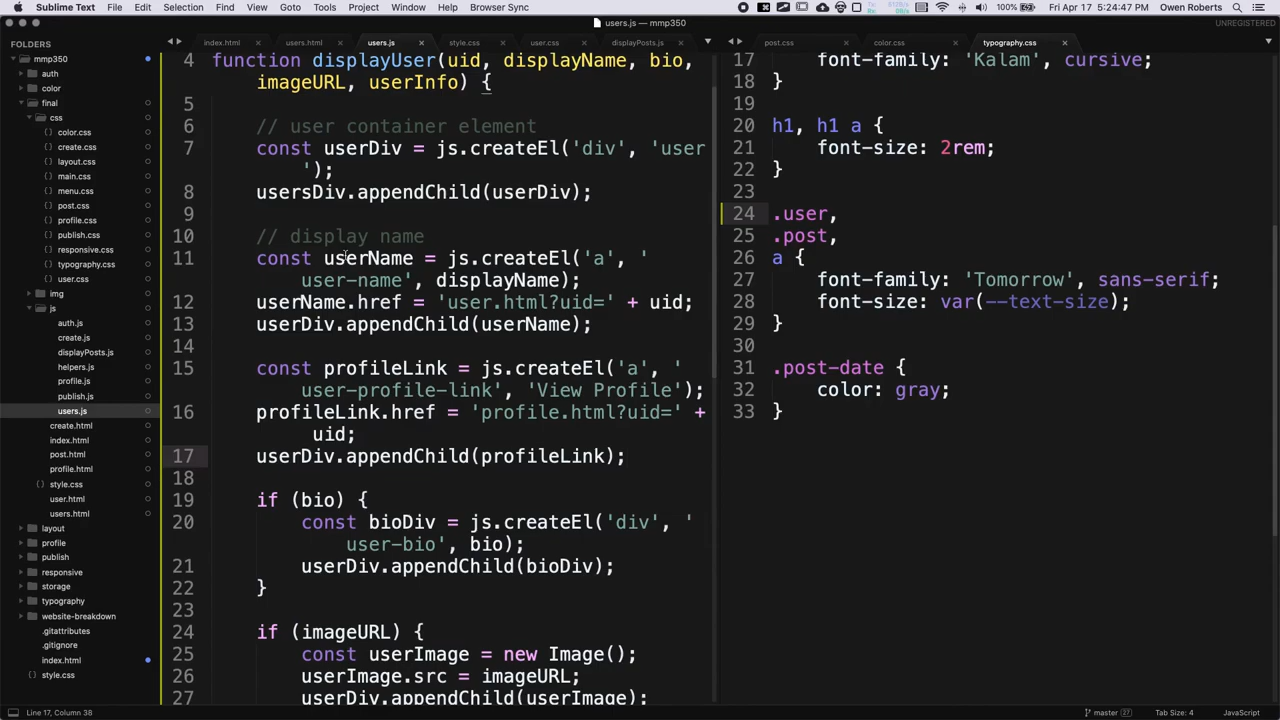 Sublime Text File Edit Selection Find View Goto Tools Project Window Help Browser Sync
100% Fri Apr 17 5:24:47 PM Owen Roberts
users.js — mmp350
UNREGISTERED
FOLDERS
mmp350
auth
color
final
css
color.css
create.css
layout.css
main.css
menu.css
post.css
profile.css
publish.css
responsive.css
typography.css
user.css
img
js
auth.js
create.js
displayPosts.js
helpers.js
profile.js
publish.js
users.js
create.html
index.html
post.html
profile.html
style.css
user.html
users.html
layout
profile
publish
responsive
storage
typography
website-breakdown
.gitattributes
.gitignore
index.html
style.css
index.html users.html users.js style.css user.css displayPosts.js
4 function displayUser(uid, displayName, bio,
imageURL, userInfo) {
5
6 // user container element
7 const userDiv = js.createEl('div', 'user
');
8 usersDiv.appendChild(userDiv);
9
10 // display name
11 const userName = js.createEl('a', '
user-name', displayName);
12 userName.href = 'user.html?uid=' + uid;
13 userDiv.appendChild(userName);
14
15 const profileLink = js.createEl('a', '
user-profile-link', 'View Profile');
16 profileLink.href = 'profile.html?uid=' +
uid;
17 userDiv.appendChild(profileLink);
18
19 if (bio) {
20 const bioDiv = js.createEl('div', '
user-bio', bio);
21 userDiv.appendChild(bioDiv);
22 }
23
24 if (imageURL) {
25 const userImage = new Image();
26 userImage.src = imageURL;
27 userDiv.appendChild(userImage);
post.css color.css typography.css
17 font-family: 'Kalam', cursive;
18 }
19
20 h1, h1 a {
21 font-size: 2rem;
22 }
23
24 .user,
25 .post,
26 a {
27 font-family: 'Tomorrow', sans-serif;
28 font-size: var(--text-size);
29 }
30
31 .post-date {
32 color: gray;
33 }
Line 17, Column 38
master 27 Tab Size: 4 JavaScript